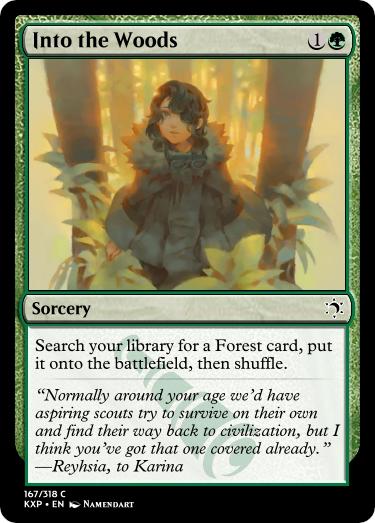 Into the Woods 1
Sorcery
Search your library for a Forest card, put
it onto the battlefield, then shuffle.
“Normally around your age we’d have
aspiring scouts try to survive on their own
and find their way back to civilization, but I
think you’ve got that one covered already.”
—Reyhsia, to Karina
167/318 C
KXP • EN Namendart